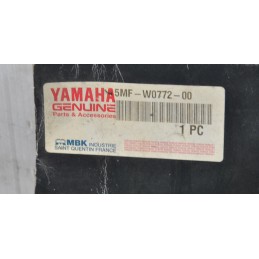 YAMAHA
GENUINE
Parts & Accessories
5MF-W0772-00
1 PC
MBK INDUSTRIE
SAINT QUENTIN FRANCE